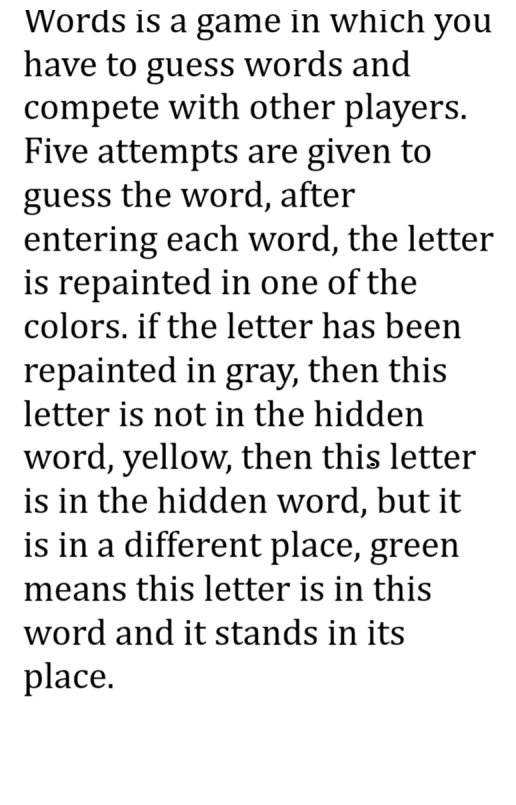 Words is a game in which you
have to guess words and
compete with other players.
Five attempts are given to
guess the word, after
entering each word, the letter
is repainted in one of the
colors. if the letter has been
repainted in gray, then this
letter is not in the hidden
word, yellow, then this letter
is in the hidden word, but it
is in a different place, green
means this letter is in this
word and it stands in its
place.